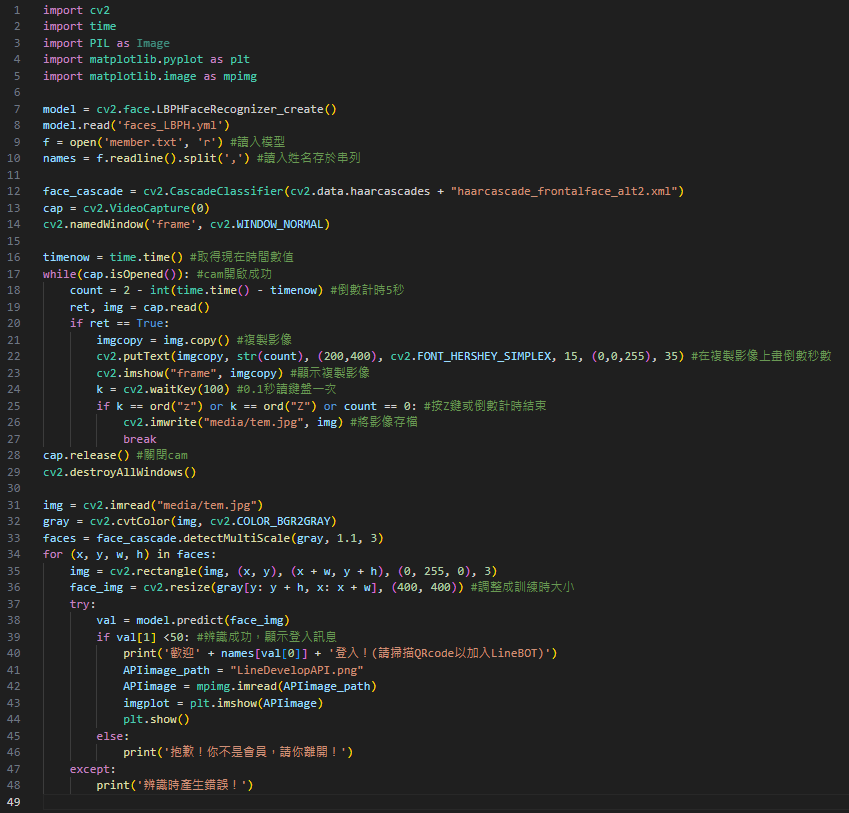 1 import cv2
2 import time
3 import PIL as Image
4 import matplotlib.pyplot as plt
5 import matplotlib.image as mpimg
6
7 model = cv2.face.LBPHFaceRecognizer_create()
8 model.read('faces_LBPH.yml')
9 f = open('member.txt', 'r') #讀入模型
10 names = f.readline().split(',') #讀入姓名存於串列
11
12 face_cascade = cv2.CascadeClassifier(cv2.data.haarcascades + "haarcascade_frontalface_alt2.xml")
13 cap = cv2.VideoCapture(0)
14 cv2.namedWindow('frame', cv2.WINDOW_NORMAL)
15
16 timenow = time.time() #取得現在時間數值
17 while(cap.isOpened()): #cam開啟成功
18     count = 2 - int(time.time() - timenow) #倒數計時5秒
19     ret, img = cap.read()
20     if ret == True:
21         imgcopy = img.copy() #複製影像
22         cv2.putText(imgcopy, str(count), (200,400), cv2.FONT_HERSHEY_SIMPLEX, 15, (0,0,255), 35) #在複製影像上畫倒數秒數
23         cv2.imshow("frame", imgcopy) #顯示複製影像
24         k = cv2.waitKey(100) #0.1秒讀鍵盤一次
25         if k == ord("z") or k == ord("Z") or count == 0: #按Z鍵或倒數計時結束
26             cv2.imwrite("media/tem.jpg", img) #將影像存檔
27             break
28 cap.release() #關閉cam
29 cv2.destroyAllWindows()
30
31 img = cv2.imread("media/tem.jpg")
32 gray = cv2.cvtColor(img, cv2.COLOR_BGR2GRAY)
33 faces = face_cascade.detectMultiScale(gray, 1.1, 3)
34 for (x, y, w, h) in faces:
35     img = cv2.rectangle(img, (x, y), (x + w, y + h), (0, 255, 0), 3)
36     face_img = cv2.resize(gray[y: y + h, x: x + w], (400, 400)) #調整成訓練時大小
37     try:
38         val = model.predict(face_img)
39         if val[1] <50: #辨識成功，顯示登入訊息
40             print('歡迎' + names[val[0]] + '登入！(請掃描QRcode以加入LineBOT)')
41             APIimage_path = "LineDevelopAPI.png"
42             APIimage = mpimg.imread(APIimage_path)
43             imgplot = plt.imshow(APIimage)
44             plt.show()
45         else:
46             print('抱歉！你不是會員，請你離開！')
47     except:
48         print('辨識時產生錯誤！')
49